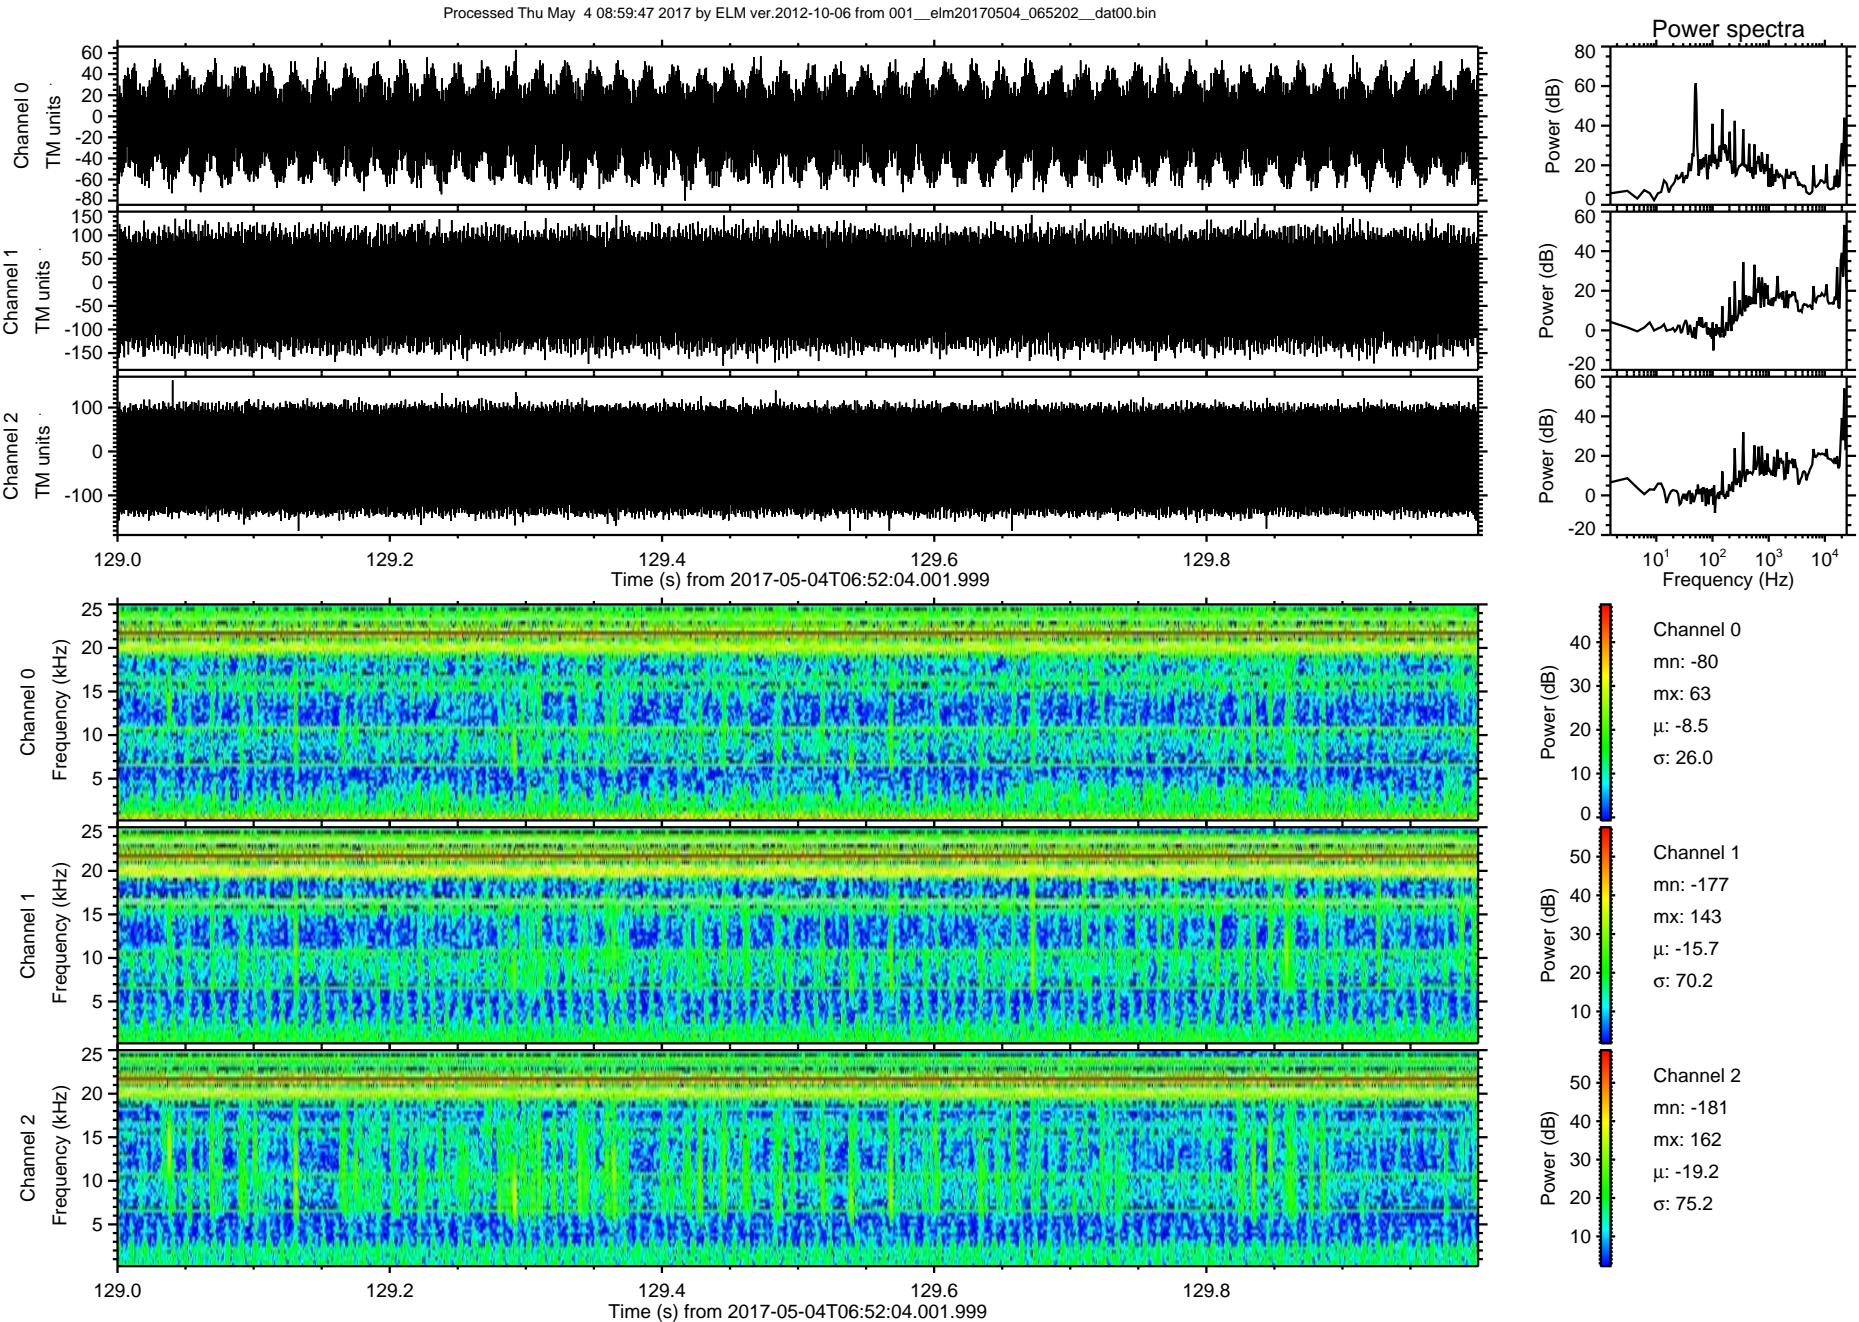 Processed Thu May 4 08:59:47 2017 by ELM ver.2012-10-06 from 001__elm20170504_065202__dat00.bin
Power spectra
Channel 0
TM units
60
40
20
0
-20
-40
-60
-80
Power (dB)
80
60
40
20
0
Channel 1
TM units
150
100
50
0
-50
-100
-150
Power (dB)
60
40
20
0
-20
Channel 2
TM units
100
0
-100
Power (dB)
60
40
20
0
-20
129.0 129.2 129.4 129.6 129.8
Time (s) from 2017-05-04T06:52:04.001.999
10^1 10^2 10^3 10^4
Frequency (Hz)
Channel 0
Frequency (kHz)
25
20
15
10
5
Power (dB)
40
30
20
10
0
Channel 0
mn: -80
mx: 63
μ: -8.5
σ: 26.0
Channel 1
Frequency (kHz)
25
20
15
10
5
Power (dB)
50
40
30
20
10
Channel 1
mn: -177
mx: 143
μ: -15.7
σ: 70.2
Channel 2
Frequency (kHz)
25
20
15
10
5
Power (dB)
50
40
30
20
10
Channel 2
mn: -181
mx: 162
μ: -19.2
σ: 75.2
129.0 129.2 129.4 129.6 129.8
Time (s) from 2017-05-04T06:52:04.001.999